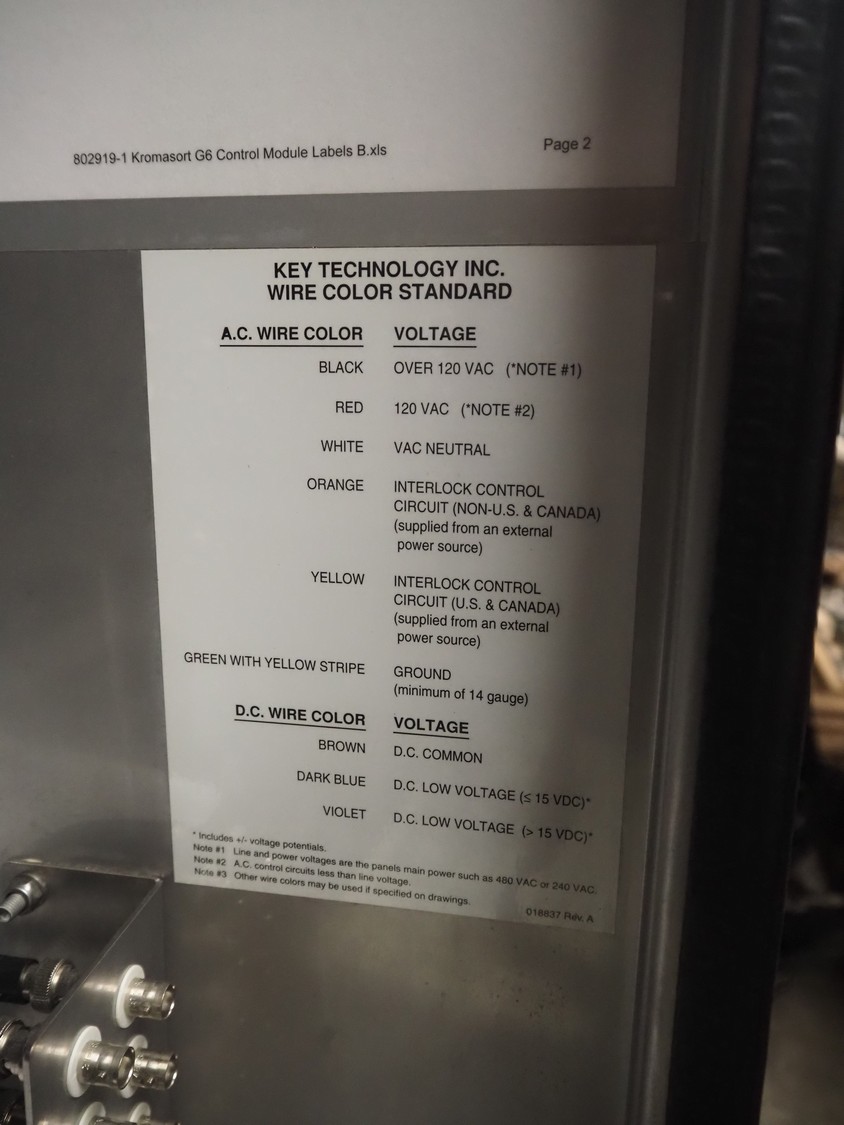 802919-1 Kromasort G6 Control Module Labels B.xls Page 2
KEY TECHNOLOGY INC.
WIRE COLOR STANDARD
A.C. WIRE COLOR VOLTAGE
BLACK OVER 120 VAC (*NOTE #1)
RED 120 VAC (*NOTE #2)
WHITE VAC NEUTRAL
ORANGE INTERLOCK CONTROL
CIRCUIT (NON-U.S. & CANADA)
(supplied from an external
power source)
YELLOW INTERLOCK CONTROL
CIRCUIT (U.S. & CANADA)
(supplied from an external
power source)
GREEN WITH YELLOW STRIPE GROUND
(minimum of 14 gauge)
D.C. WIRE COLOR VOLTAGE
BROWN D.C. COMMON
DARK BLUE D.C. LOW VOLTAGE (≤ 15 VDC)*
VIOLET D.C. LOW VOLTAGE (> 15 VDC)*
* Includes +/- voltage potentials.
Note #1 Line and power voltages are the panels main power such as 480 VAC or 240 VAC.
Note #2 A.C. control circuits less than line voltage.
Note #3 Other wire colors may be used if specified on drawings.
018837 Rev. A